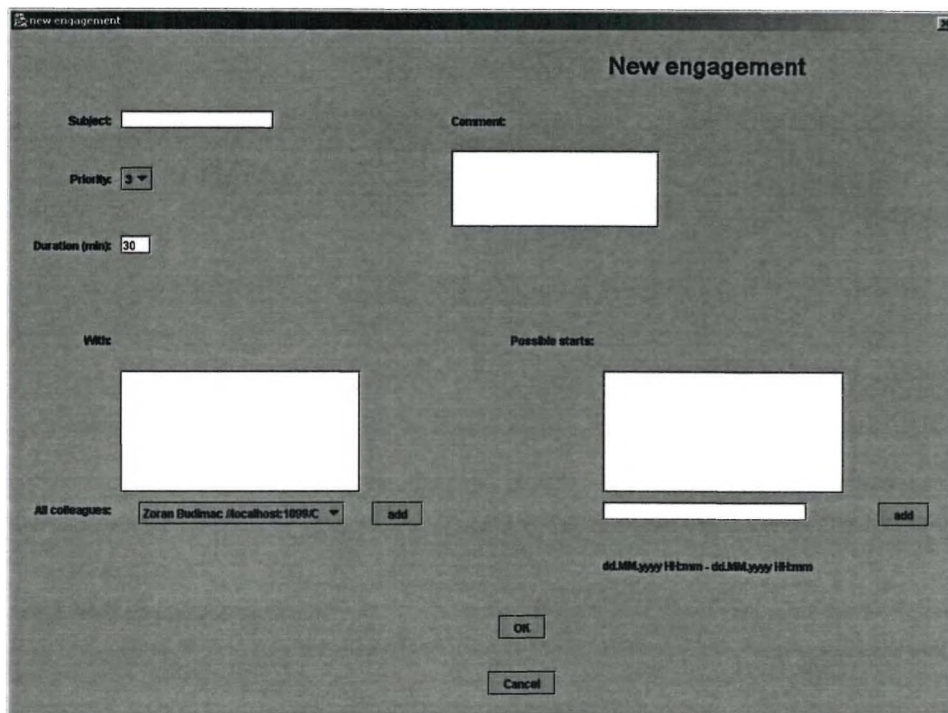 new engagement
New engagement
Subject:
Comment:
Priority: 3
Duration (min): 30
With:
Possible starts:
All colleagues: Zoran Budimac //localhost:1099/C add
add
dd.MM.yyyy HH:mm - dd.MM.yyyy HH:mm
OK
Cancel